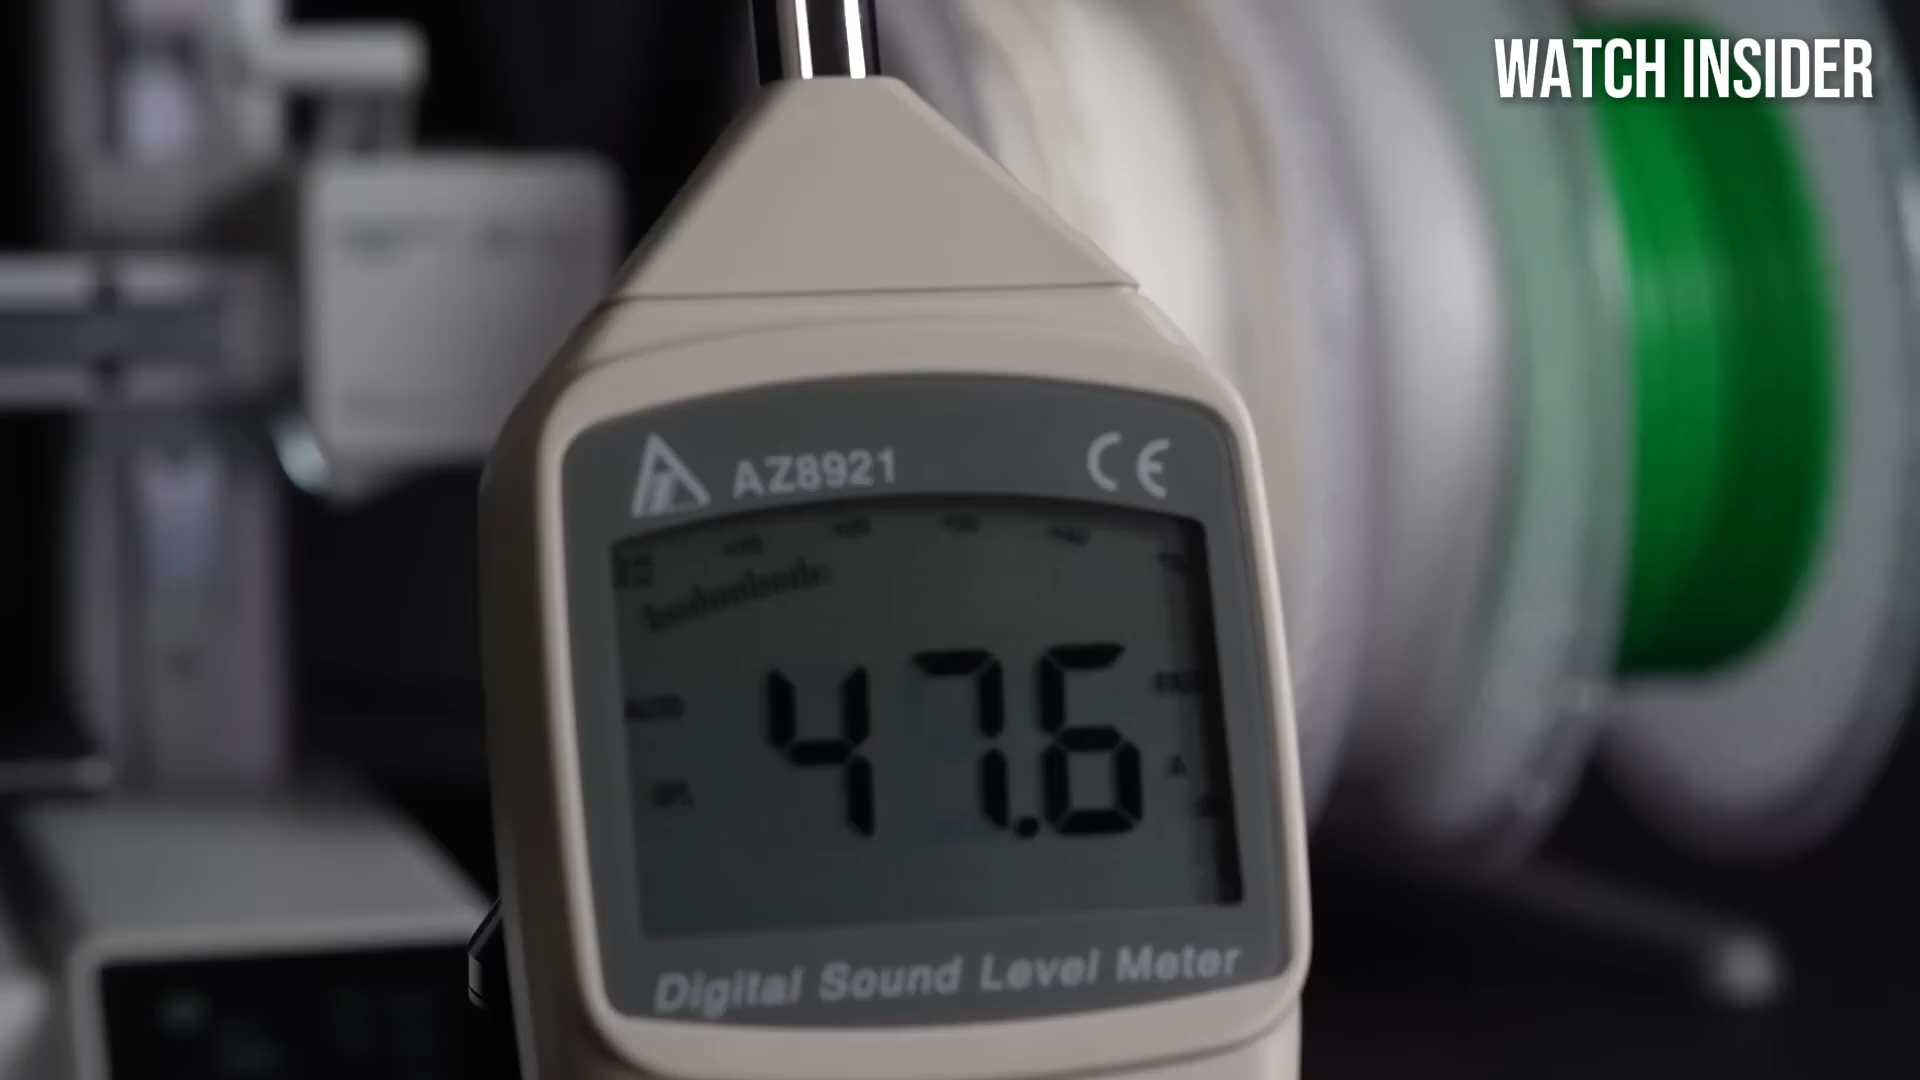 WATCH INSIDER
AZ8921
CE
47.6
A
Digital Sound Level Meter